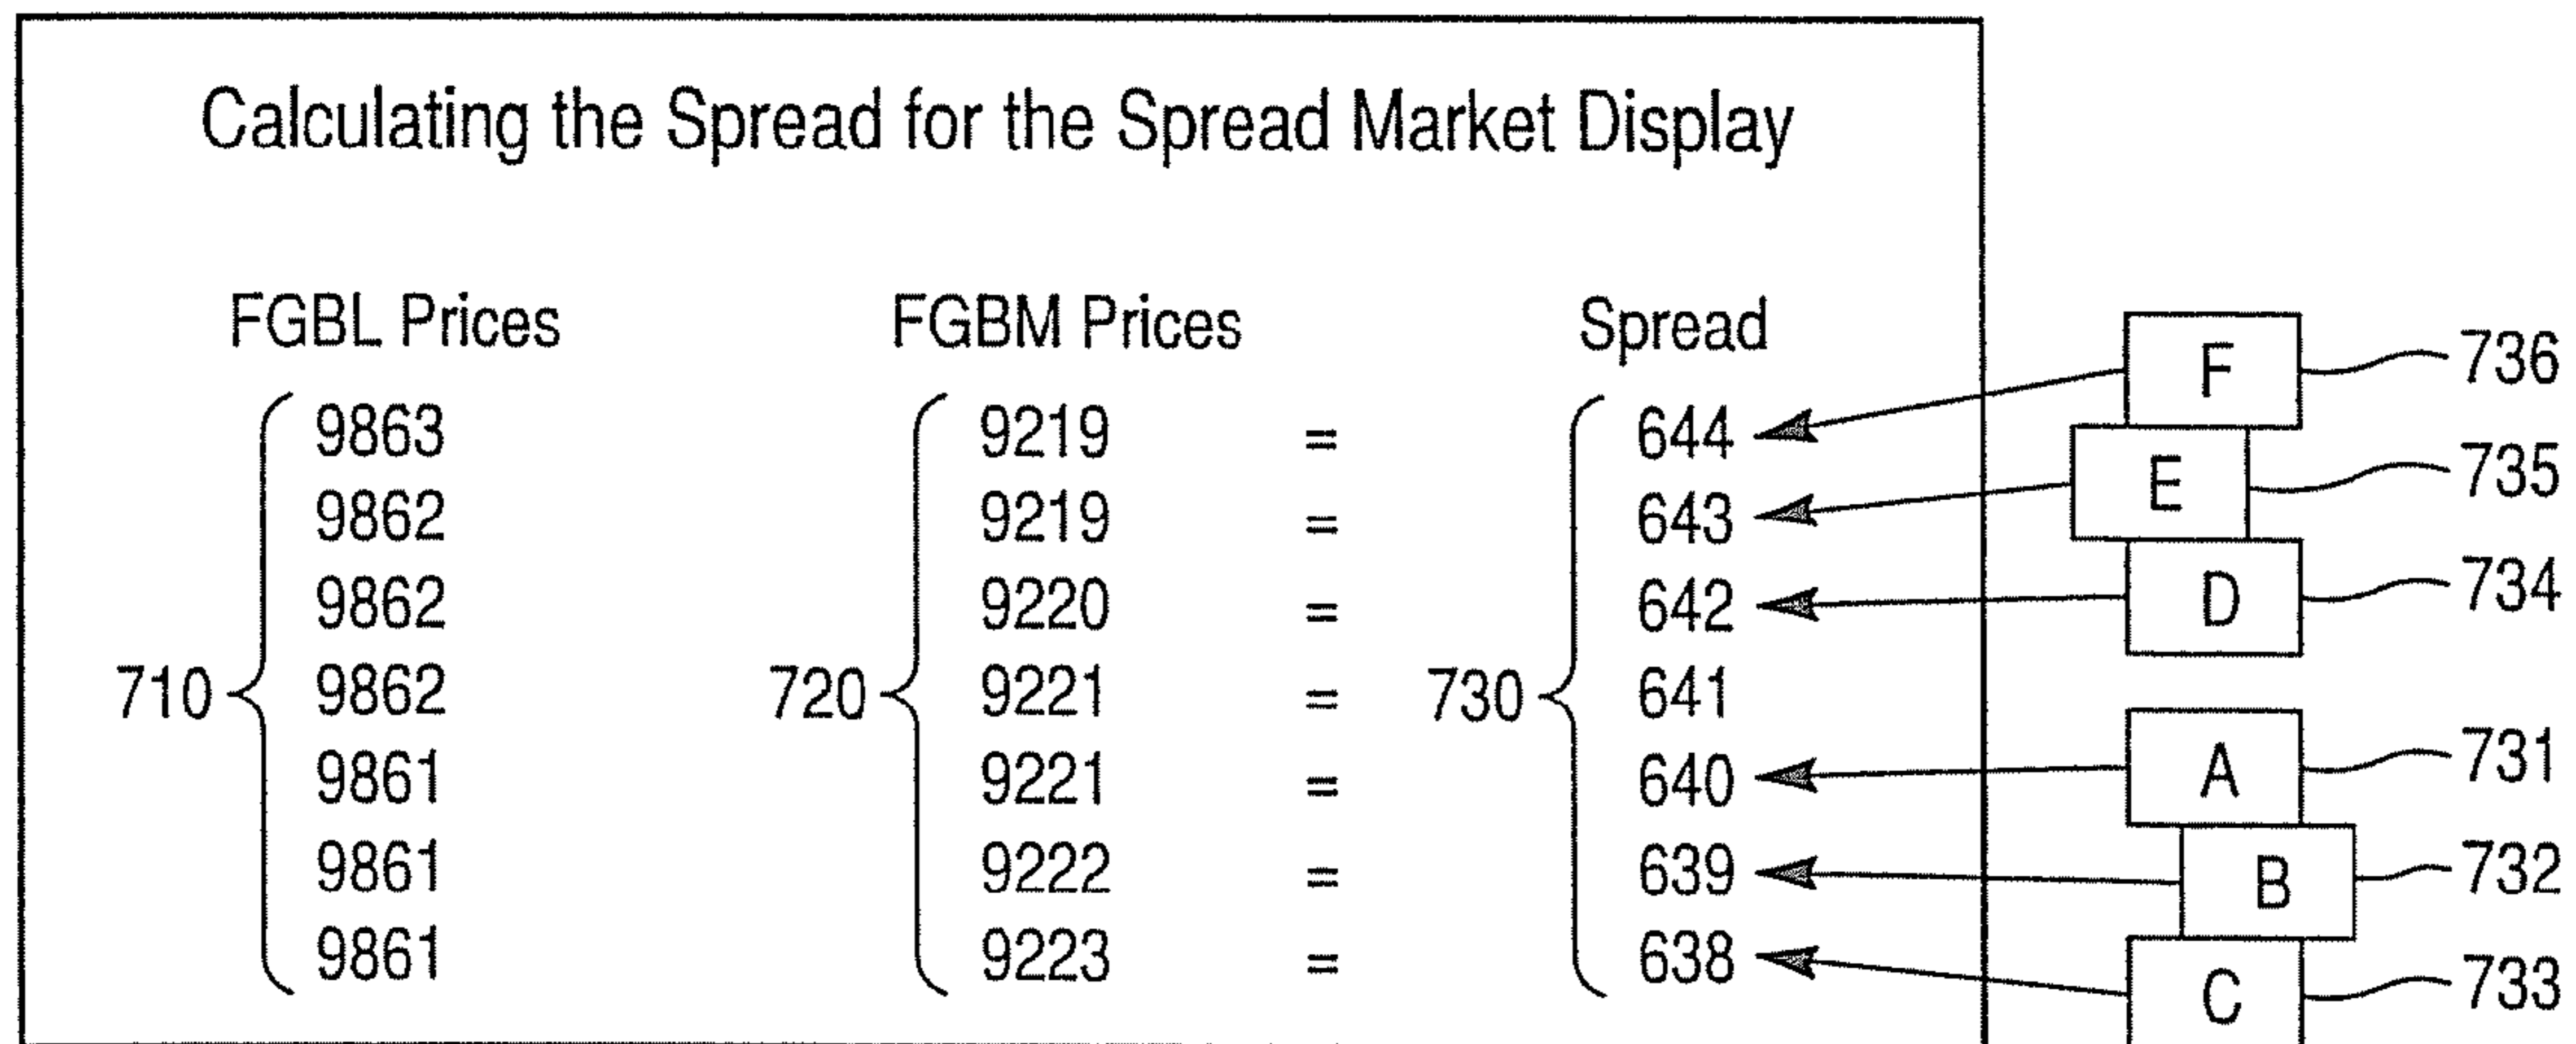 Calculating the Spread for the Spread Market Display
FGBL Prices FGBM Prices Spread
F 736
9863 9219 = 644
E 735
9862 9219 = 643
D 734
9862 9220 = 642
710 9862 720 9221 = 730 641
A 731
9861 9221 = 640
B 732
9861 9222 = 639
C 733
9861 9223 = 638